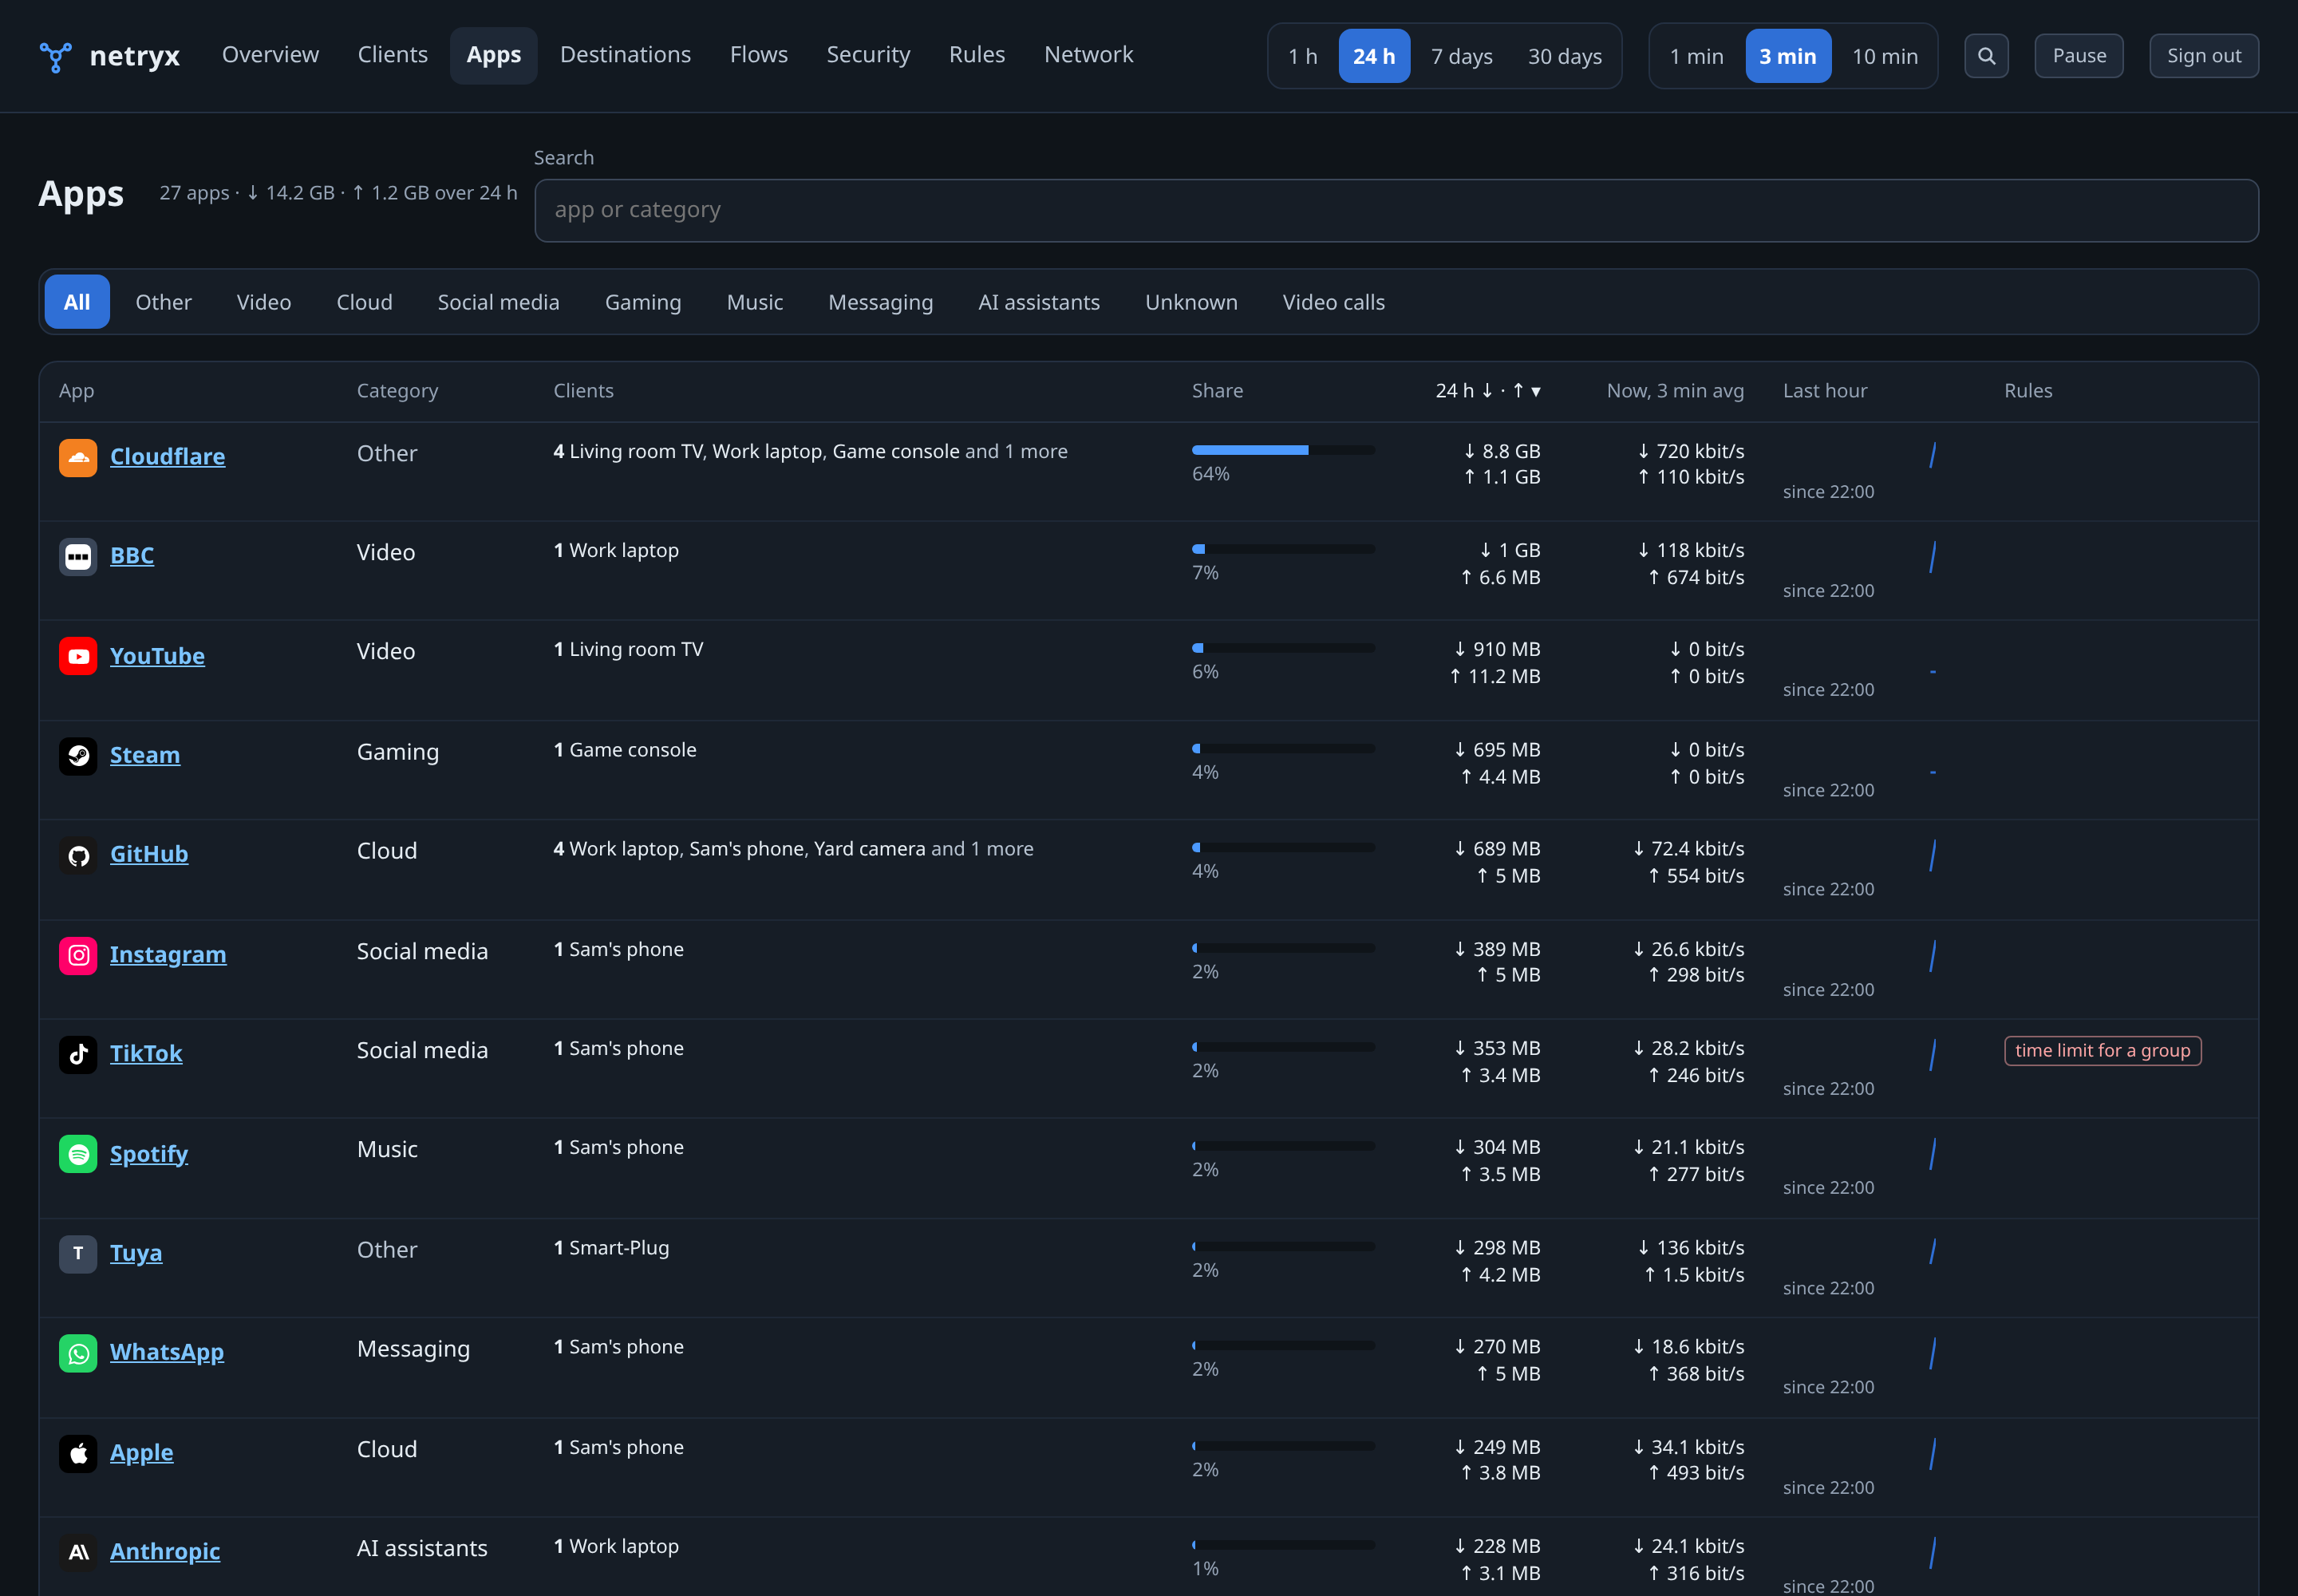 netryx Overview Clients Apps Destinations Flows Security Rules Network 1 h 24 h 7 days 30 days 1 min 3 min 10 min Pause Sign out
Search
Apps 27 apps · ↓ 14.2 GB · ↑ 1.2 GB over 24 h app or category
All Other Video Cloud Social media Gaming Music Messaging AI assistants Unknown Video calls
App Category Clients Share 24 h ↓ · ↑ ▼ Now, 3 min avg Last hour Rules
Cloudflare Other 4 Living room TV, Work laptop, Game console and 1 more ↓ 8.8 GB ↓ 720 kbit/s
64% ↑ 1.1 GB ↑ 110 kbit/s
since 22:00
BBC Video 1 Work laptop ↓ 1 GB ↓ 118 kbit/s
7% ↑ 6.6 MB ↑ 674 bit/s
since 22:00
YouTube Video 1 Living room TV ↓ 910 MB ↓ 0 bit/s
6% ↑ 11.2 MB ↑ 0 bit/s
since 22:00
Steam Gaming 1 Game console ↓ 695 MB ↓ 0 bit/s
4% ↑ 4.4 MB ↑ 0 bit/s
since 22:00
GitHub Cloud 4 Work laptop, Sam's phone, Yard camera and 1 more ↓ 689 MB ↓ 72.4 kbit/s
4% ↑ 5 MB ↑ 554 bit/s
since 22:00
Instagram Social media 1 Sam's phone ↓ 389 MB ↓ 26.6 kbit/s
2% ↑ 5 MB ↑ 298 bit/s
since 22:00
TikTok Social media 1 Sam's phone ↓ 353 MB ↓ 28.2 kbit/s time limit for a group
2% ↑ 3.4 MB ↑ 246 bit/s
since 22:00
Spotify Music 1 Sam's phone ↓ 304 MB ↓ 21.1 kbit/s
2% ↑ 3.5 MB ↑ 277 bit/s
since 22:00
T Tuya Other 1 Smart-Plug ↓ 298 MB ↓ 136 kbit/s
2% ↑ 4.2 MB ↑ 1.5 kbit/s
since 22:00
WhatsApp Messaging 1 Sam's phone ↓ 270 MB ↓ 18.6 kbit/s
2% ↑ 5 MB ↑ 368 bit/s
since 22:00
Apple Cloud 1 Sam's phone ↓ 249 MB ↓ 34.1 kbit/s
2% ↑ 3.8 MB ↑ 493 bit/s
since 22:00
Anthropic AI assistants 1 Work laptop ↓ 228 MB ↓ 24.1 kbit/s
1% ↑ 3.1 MB ↑ 316 bit/s
since 22:00